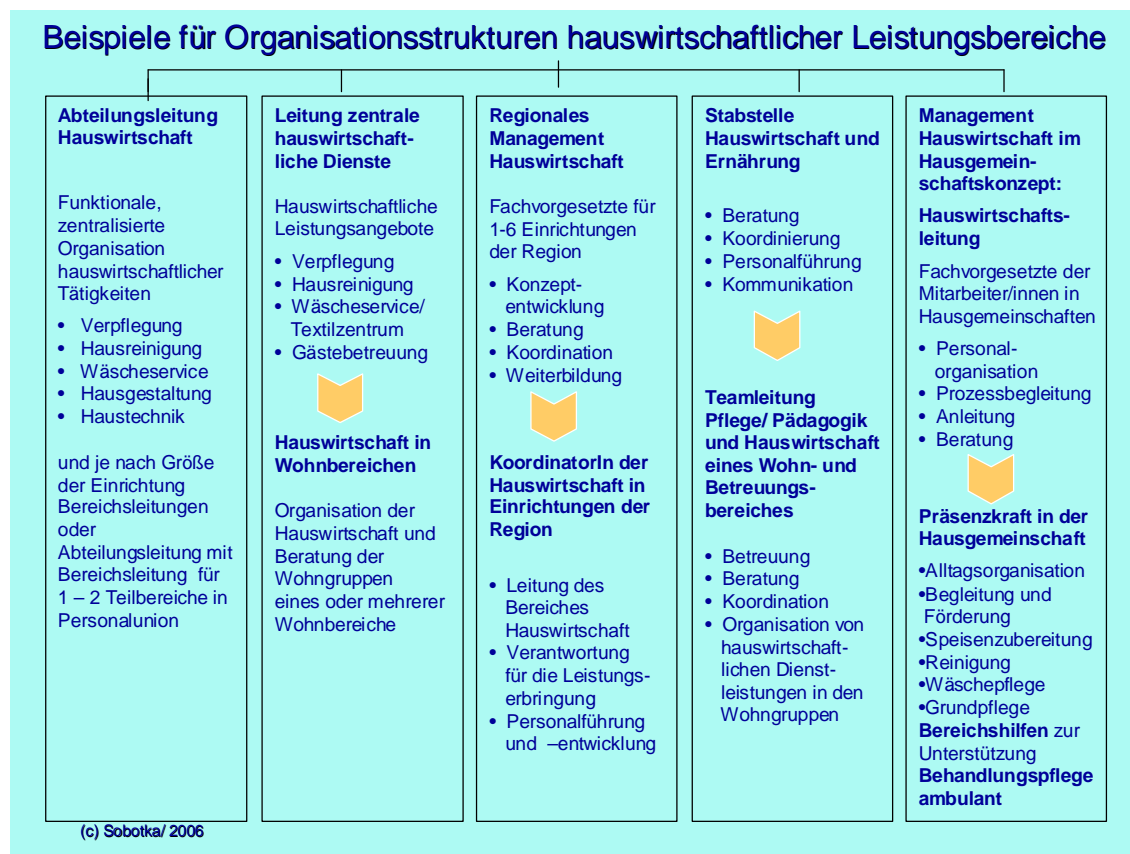 Beispiele für Organisationsstrukturen hauswirtschaftlicher Leistungsbereiche
Abteilungsleitung
Hauswirtschaft
Funktionale,
zentralisierte
Organisation
hauswirtschaftlicher
Tätigkeiten
• Verpflegung
• Hausreinigung
• Wäscheservice
• Hausgestaltung
• Haustechnik
und je nach Größe
der Einrichtung
Bereichsleitungen
oder
Abteilungsleitung mit
Bereichsleitung für
1 – 2 Teilbereiche in
Personalunion
Leitung zentrale
hauswirtschaft-
liche Dienste
Hauswirtschaftliche
Leistungsangebote
• Verpflegung
• Hausreinigung
• Wäscheservice/
Textilzentrum
• Gästebetreuung
Hauswirtschaft in
Wohnbereichen
Organisation der
Hauswirtschaft und
Beratung der
Wohngruppen
eines oder mehrerer
Wohnbereiche
Regionales
Management
Hauswirtschaft
Fachvorgesetzte für
1-6 Einrichtungen
der Region
• Konzept-
entwicklung
• Beratung
• Koordination
• Weiterbildung
KoordinatorIn der
Hauswirtschaft in
Einrichtungen der
Region
• Leitung des
Bereiches
Hauswirtschaft
• Verantwortung
für die Leistungs-
erbringung
• Personalführung
und –entwicklung
Stabstelle
Hauswirtschaft und
Ernährung
• Beratung
• Koordinierung
• Personalführung
• Kommunikation
Teamleitung
Pflege/ Pädagogik
und Hauswirtschaft
eines Wohn- und
Betreuungs-
bereiches
• Betreuung
• Beratung
• Koordination
• Organisation von
hauswirtschaft-
lichen Dienst-
leistungen in den
Wohngruppen
Management
Hauswirtschaft im
Hausgemein-
schaftskonzept:
Hauswirtschafts-
leitung
Fachvorgesetzte der
Mitarbeiter/innen in
Hausgemeinschaften
• Personal-
organisation
• Prozessbegleitung
• Anleitung
• Beratung
Präsenzkraft in der
Hausgemeinschaft
•Alltagsorganisation
•Begleitung und
Förderung
•Speisenzubereitung
•Reinigung
•Wäschepflege
•Grundpflege
Bereichshilfen zur
Unterstützung
Behandlungspflege
ambulant
(c) Sobotka/ 2006